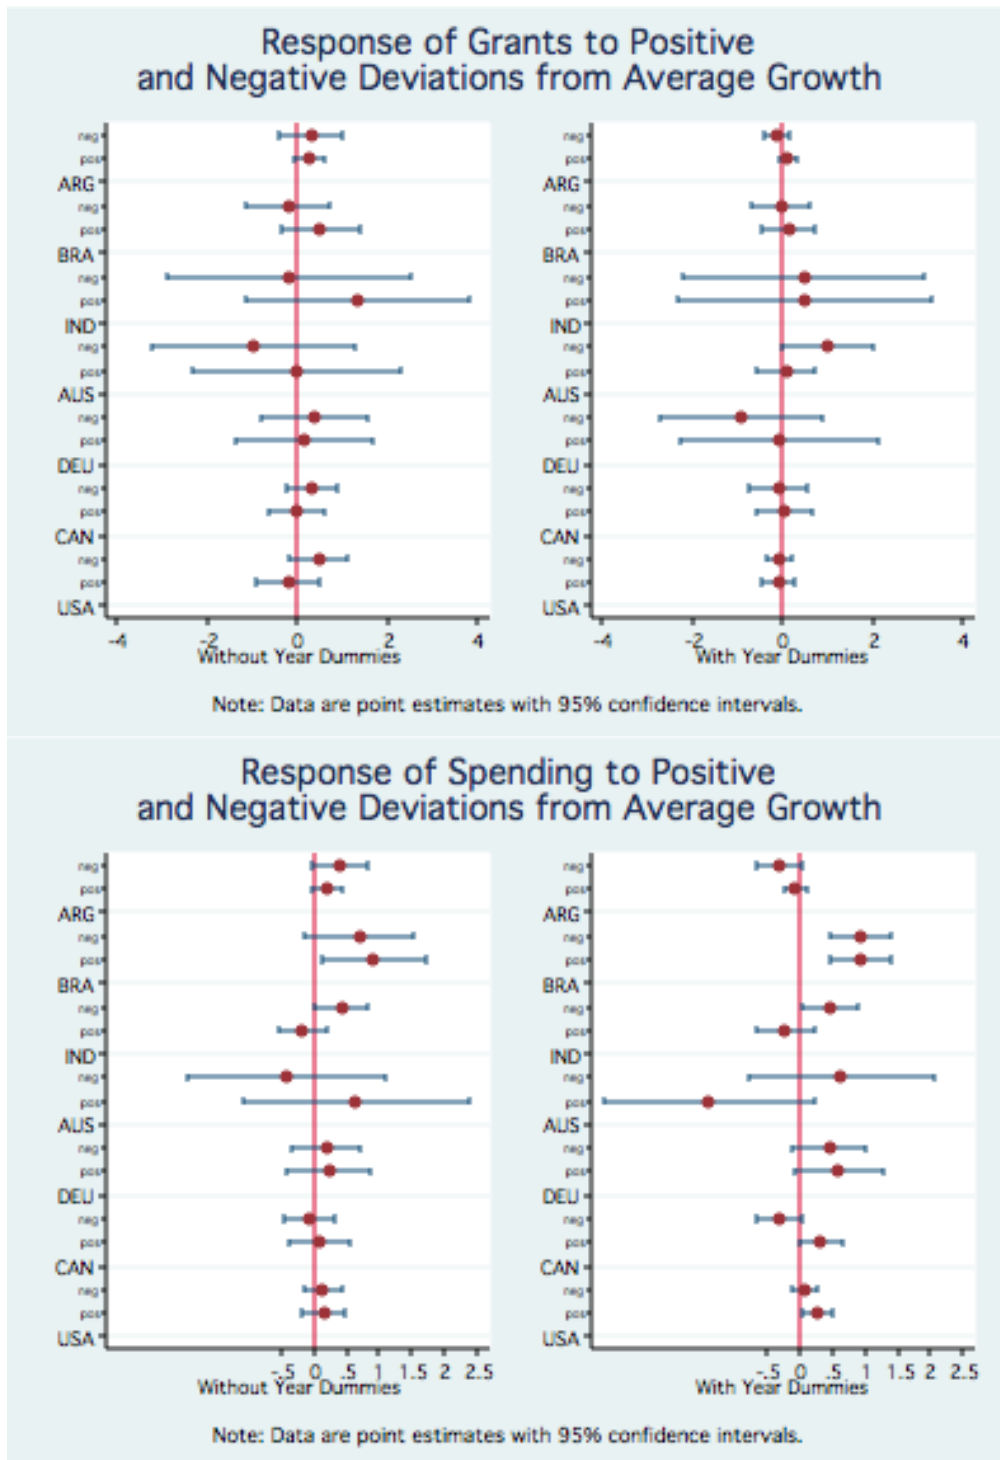 Response of Grants to Positive
and Negative Deviations from Average Growth
neg
pos
ARG
neg
pos
BRA
neg
pos
IND
neg
pos
AUS
neg
pos
DEU
neg
pos
CAN
neg
pos
USA
-4 -2 0 2 4
Without Year Dummies
neg
pos
ARG
neg
pos
BRA
neg
pos
IND
neg
pos
AUS
neg
pos
DEU
neg
pos
CAN
neg
pos
USA
-4 -2 0 2 4
With Year Dummies
Note: Data are point estimates with 95% confidence intervals.
Response of Spending to Positive
and Negative Deviations from Average Growth
neg
pos
ARG
neg
pos
BRA
neg
pos
IND
neg
pos
AUS
neg
pos
DEU
neg
pos
CAN
neg
pos
USA
-.5 0 .5 1 1.5 2 2.5
Without Year Dummies
neg
pos
ARG
neg
pos
BRA
neg
pos
IND
neg
pos
AUS
neg
pos
DEU
neg
pos
CAN
neg
pos
USA
-.5 0 .5 1 1.5 2 2.5
With Year Dummies
Note: Data are point estimates with 95% confidence intervals.